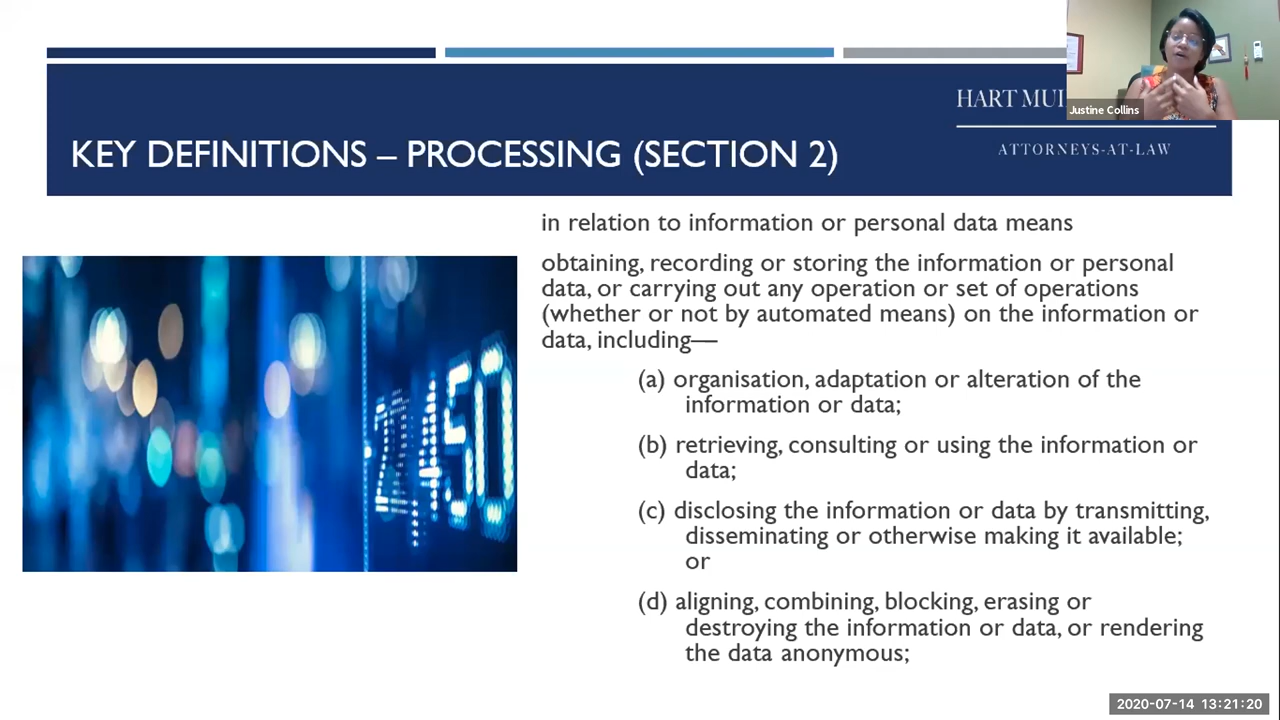 HART MUI
Justine Collins
KEY DEFINITIONS – PROCESSING (SECTION 2)
ATTORNEYS-AT-LAW
in relation to information or personal data means
obtaining, recording or storing the information or personal
data, or carrying out any operation or set of operations
(whether or not by automated means) on the information or
data, including—
(a) organisation, adaptation or alteration of the
information or data;
(b) retrieving, consulting or using the information or
data;
(c) disclosing the information or data by transmitting,
disseminating or otherwise making it available;
or
(d) aligning, combining, blocking, erasing or
destroying the information or data, or rendering
the data anonymous;
2,450
2020-07-14 13:21:20